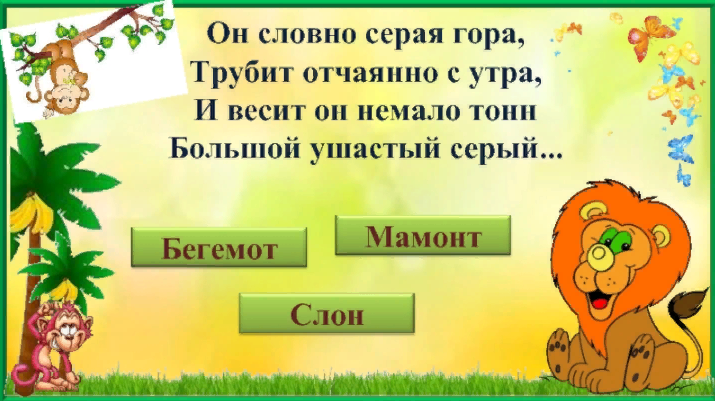 Он словно серая гора,
Трубит отчаянно с утра,
И весит он немало тонн
Большой ушастый серый...
Бегемот
Мамонт
Слон